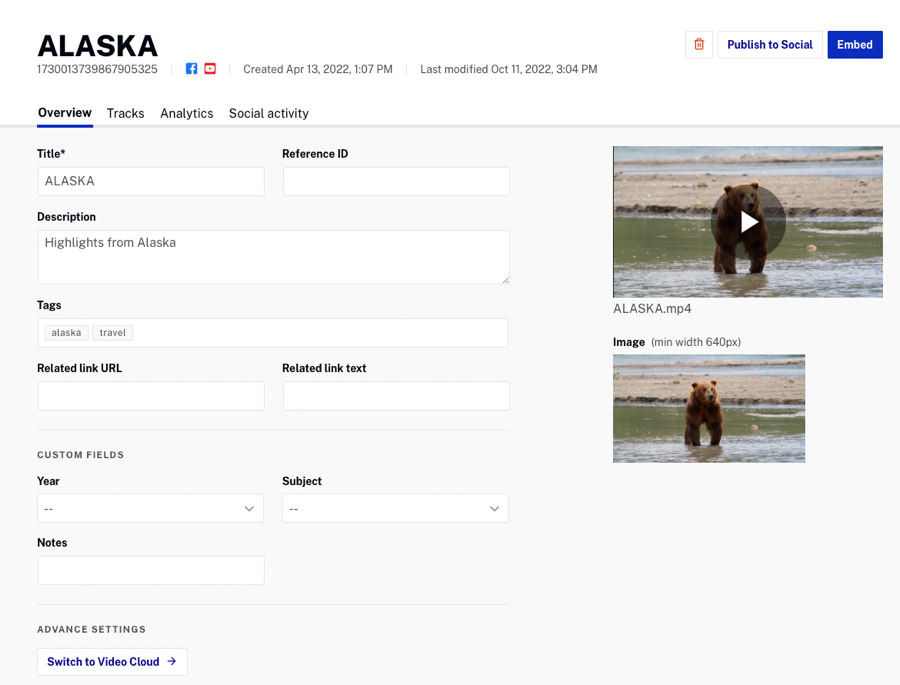 ALASKA
Publish to Social
Embed
1730013739867905325
Created Apr 13, 2022, 1:07 PM
Last modified Oct 11, 2022, 3:04 PM
Overview Tracks Analytics Social activity
Title*
Reference ID
ALASKA
Description
Highlights from Alaska
Tags
alaska travel
Related link URL
Related link text
CUSTOM FIELDS
Year
Subject
--
--
Notes
ADVANCE SETTINGS
Switch to Video Cloud
ALASKA.mp4
Image (min width 640px)